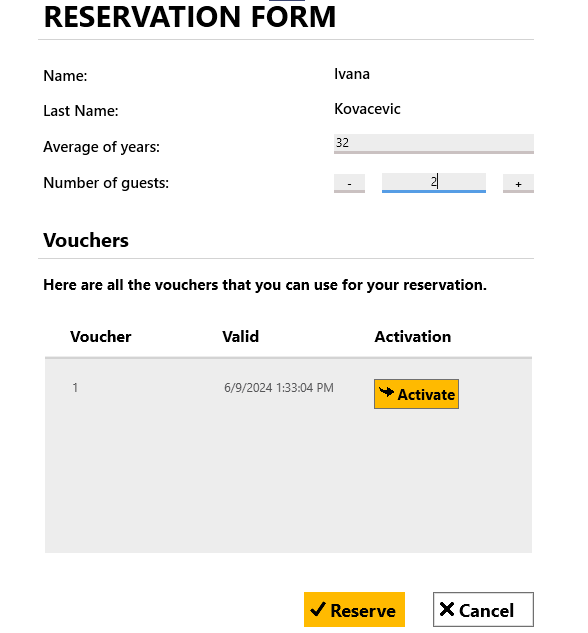 RESERVATION FORM
Name: Ivana
Last Name: Kovacevic
Average of years: 32
Number of guests: - 2 +
Vouchers
Here are all the vouchers that you can use for your reservation.
Voucher Valid Activation
1 6/9/2024 1:33:04 PM Activate
Reserve Cancel